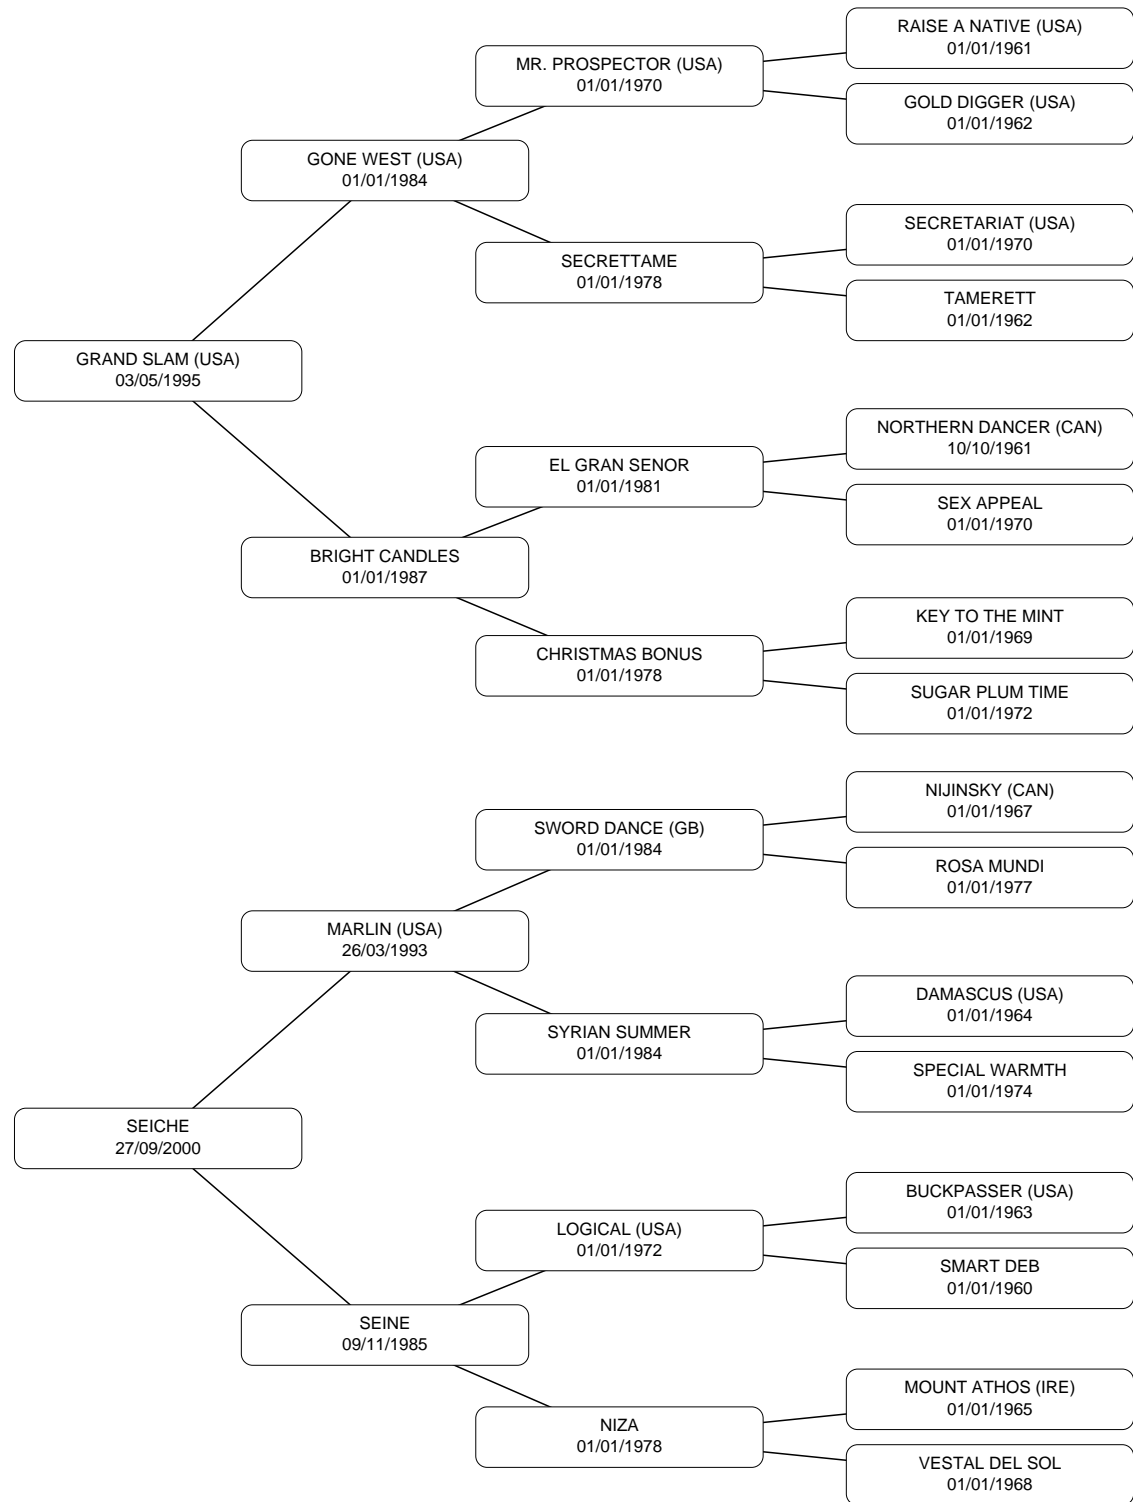 RAISE A NATIVE (USA)
01/01/1961
MR. PROSPECTOR (USA)
01/01/1970
GOLD DIGGER (USA)
01/01/1962
GONE WEST (USA)
01/01/1984
SECRETARIAT (USA)
01/01/1970
SECRETTAME
01/01/1978
TAMERETT
01/01/1962
GRAND SLAM (USA)
03/05/1995
NORTHERN DANCER (CAN)
10/10/1961
EL GRAN SENOR
01/01/1981
SEX APPEAL
01/01/1970
BRIGHT CANDLES
01/01/1987
KEY TO THE MINT
01/01/1969
CHRISTMAS BONUS
01/01/1978
SUGAR PLUM TIME
01/01/1972
NIJINSKY (CAN)
01/01/1967
SWORD DANCE (GB)
01/01/1984
ROSA MUNDI
01/01/1977
MARLIN (USA)
26/03/1993
DAMASCUS (USA)
01/01/1964
SYRIAN SUMMER
01/01/1984
SPECIAL WARMTH
01/01/1974
SEICHE
27/09/2000
BUCKPASSER (USA)
01/01/1963
LOGICAL (USA)
01/01/1972
SMART DEB
01/01/1960
SEINE
09/11/1985
MOUNT ATHOS (IRE)
01/01/1965
NIZA
01/01/1978
VESTAL DEL SOL
01/01/1968